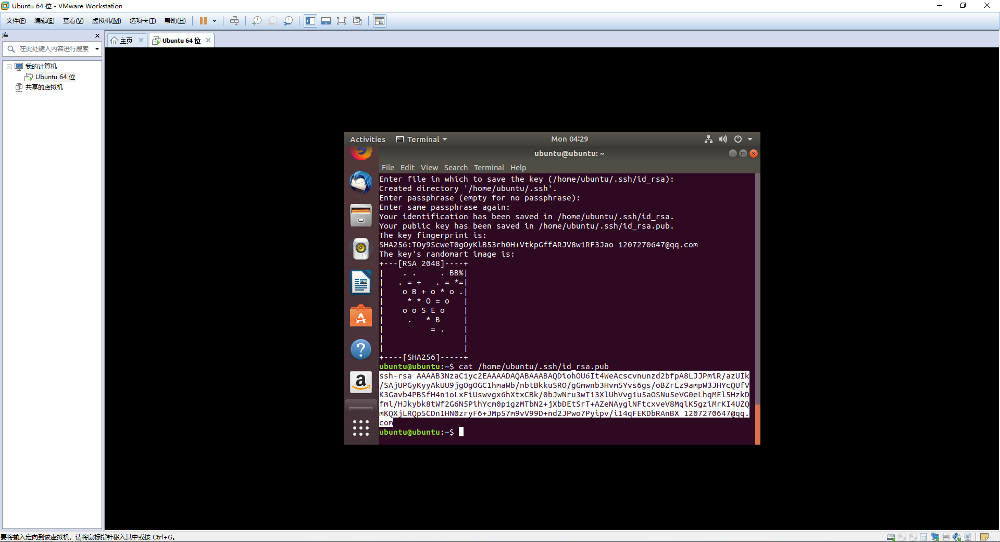 Ubuntu 64 位 - VMware Workstation
文件(F) 编辑(E) 查看(V) 虚拟机(M) 选项卡(T) 帮助(H)
库
主页
Ubuntu 64 位
在此处键入内容进行搜索
我的计算机
Ubuntu 64 位
共享的虚拟机
Activities Terminal Mon 04:29
ubuntu@ubuntu: ~
File Edit View Search Terminal Help
Enter file in which to save the key (/home/ubuntu/.ssh/id_rsa):
Created directory '/home/ubuntu/.ssh'.
Enter passphrase (empty for no passphrase):
Enter same passphrase again:
Your identification has been saved in /home/ubuntu/.ssh/id_rsa.
Your public key has been saved in /home/ubuntu/.ssh/id_rsa.pub.
The key fingerprint is:
SHA256:TOy9ScweT0gOyKlB53rh0H+VtkpGffARJV8w1RF3Jao 1207270647@qq.com
The key's randomart image is:
+---[RSA 2048]----+
|    . .     . BB%|
|   . = +   . = *=|
|    o B + o * o .|
|     * * O = o   |
|    o o S E o    |
|     .   * B     |
|          = .    |
|                 |
|                 |
+----[SHA256]-----+
ubuntu@ubuntu:~$ cat /home/ubuntu/.ssh/id_rsa.pub
ssh-rsa AAAAB3NzaC1yc2EAAAADAQABAAABAQDiohOU6It4WeAcscvnunzd2bfpA8LJJPmiR/azUIk
/SAjUPGyKyyAkUU9jgOgOGC1hmaWb/nbtBkkuSRO/gGmwnb3Hvm5Yvs6gs/oBZrLz9ampW3JHYcQUfV
K3Gavb4PBSfH4n1oLxFiUswvgx6hXtxCBk/0bJwNru3wT13XlUhVvg1u5aOSNu5eVG0eLhqMEl5HzkD
fml/HJkybk8tWf2G6N5PihYcm0p1gzMTbN2+jXbDEtSrT+AZeNAyglNFtcxveV8MqlK5gziMrKI4UZQ
mKQXjLRQp5CDn1HN0zryF6+JMp57m9vV99D+nd2JPwo7Pyipv/i14qFEKDbRAnBX 1207270647@qq.
com
ubuntu@ubuntu:~$
要将输入定向到该虚拟机，请将鼠标指针移入其中或按 Ctrl+G。